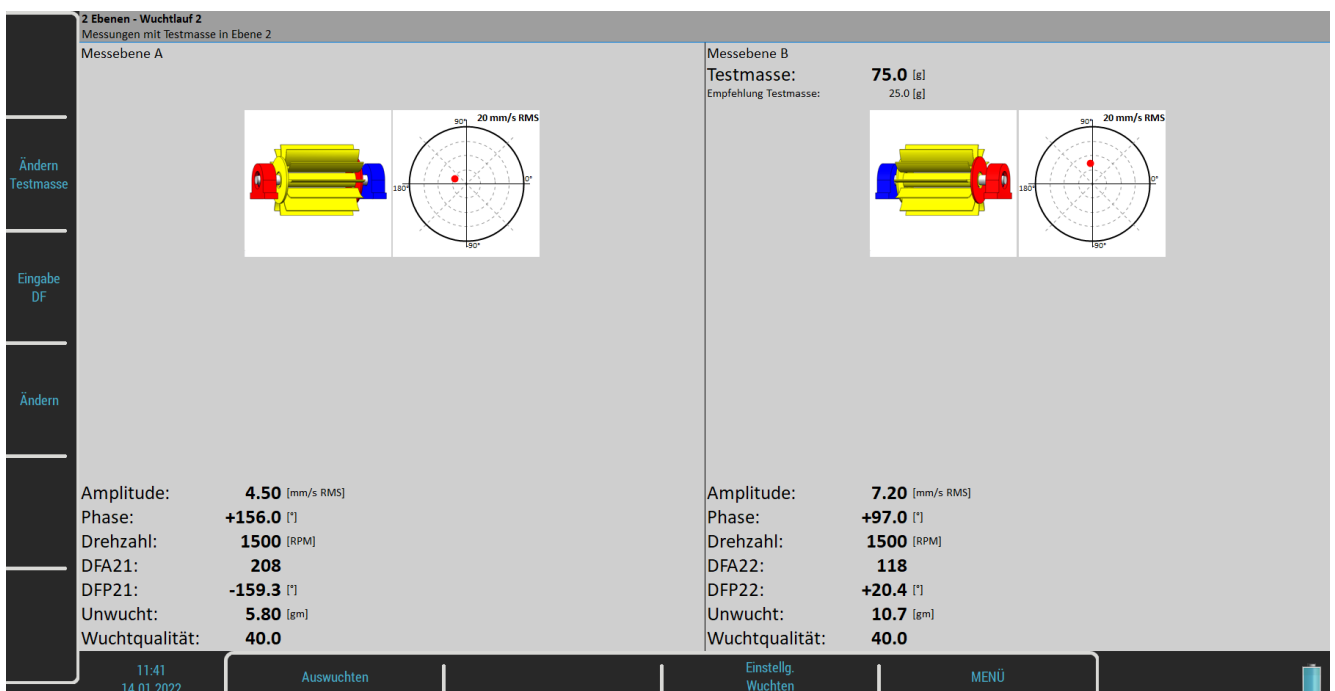 2 Ebenen - Wuchtlauf 2
Messungen mit Testmasse in Ebene 2
Ändern
Testmasse
Eingabe
DF
Ändern
Messebene A
90° 20 mm/s RMS
180° 0°
-90°
Amplitude: 4.50 [mm/s RMS]
Phase: +156.0 [°]
Drehzahl: 1500 [RPM]
DFA21: 208
DFP21: -159.3 [°]
Unwucht: 5.80 [gm]
Wuchtqualität: 40.0
Messebene B
Testmasse: 75.0 [g]
Empfehlung Testmasse: 25.0 [g]
90° 20 mm/s RMS
180° 0°
-90°
Amplitude: 7.20 [mm/s RMS]
Phase: +97.0 [°]
Drehzahl: 1500 [RPM]
DFA22: 118
DFP22: +20.4 [°]
Unwucht: 10.7 [gm]
Wuchtqualität: 40.0
11:41
14.01.2022
Auswuchten
Einstellg.
Wuchten
MENÜ